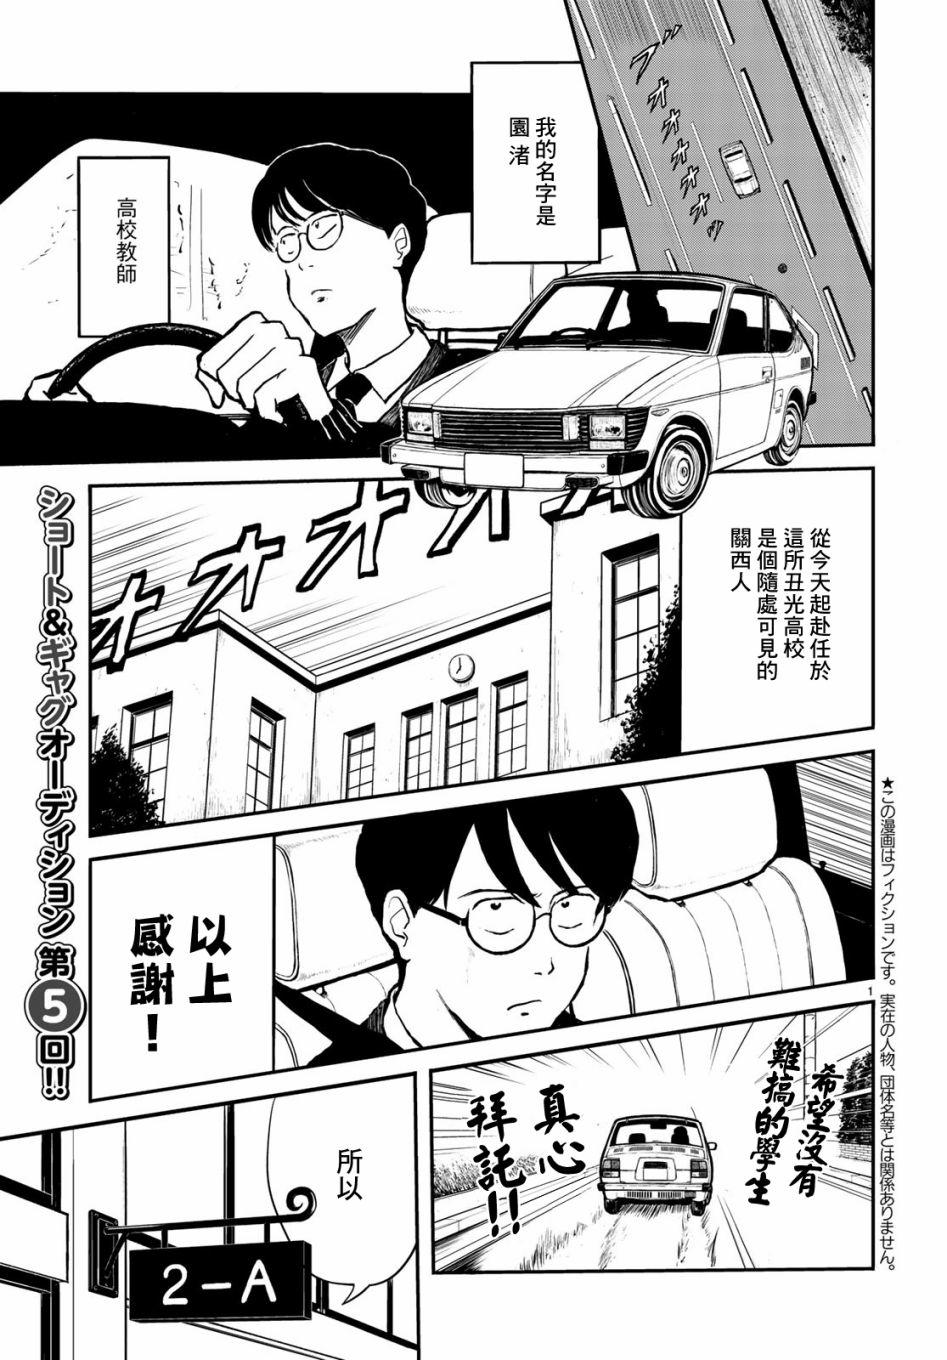 ブオオオオオッ
我的名字是
園渚
高校教師
オオオオオオ
從今天起赴任於
這所丑光高校
是個隨處可見的
關西人
以上
感謝！
希望沒有
難搞的學生
真心
拜託!!
所以
2-A
ショート&ギャグオーディション 第5回!!
★この漫画はフィクションです。実在の人物、団体名等とは関係ありません。
1